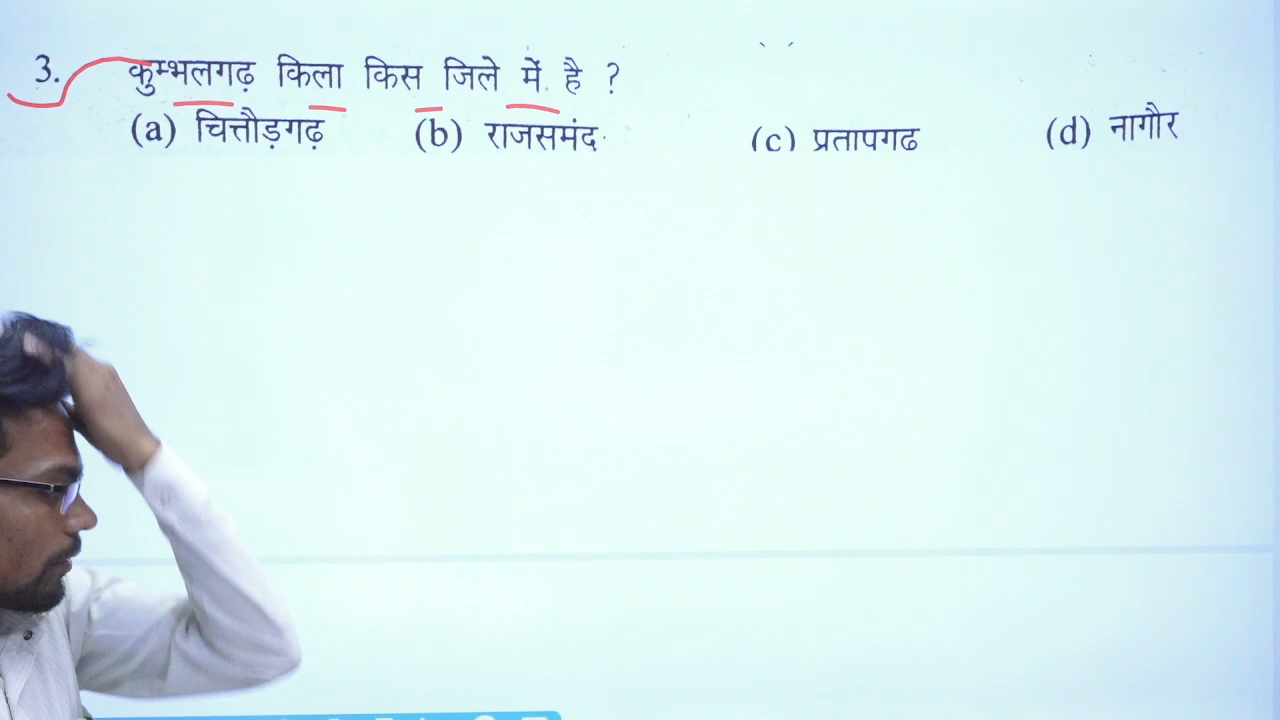 3. कुम्भलगढ़ किला किस जिले में है ?
(a) चित्तौड़गढ़ (b) राजसमंद (c) प्रतापगढ (d) नागौर